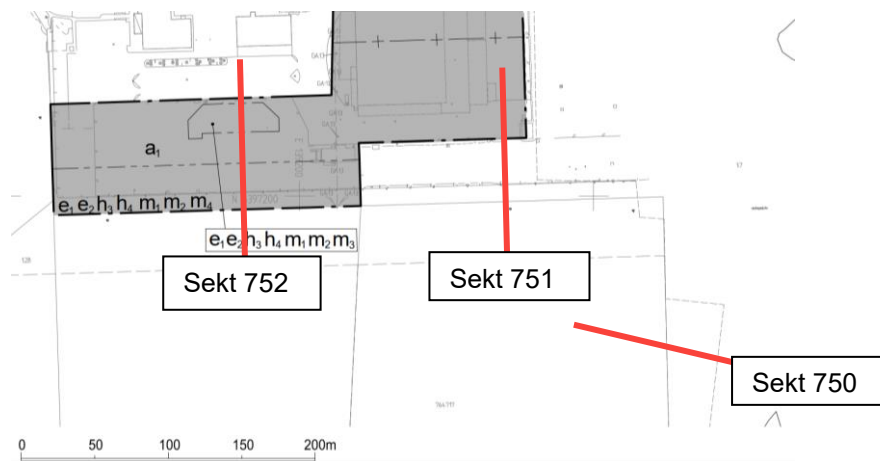 a₁
e₁ e₂ h₃ h₄ m₁ m₂ m₄
e₁ e₂ h₃ h₄ m₁ m₂ m₃
Sekt 752
Sekt 751
Sekt 750
0 50 100 150 200m